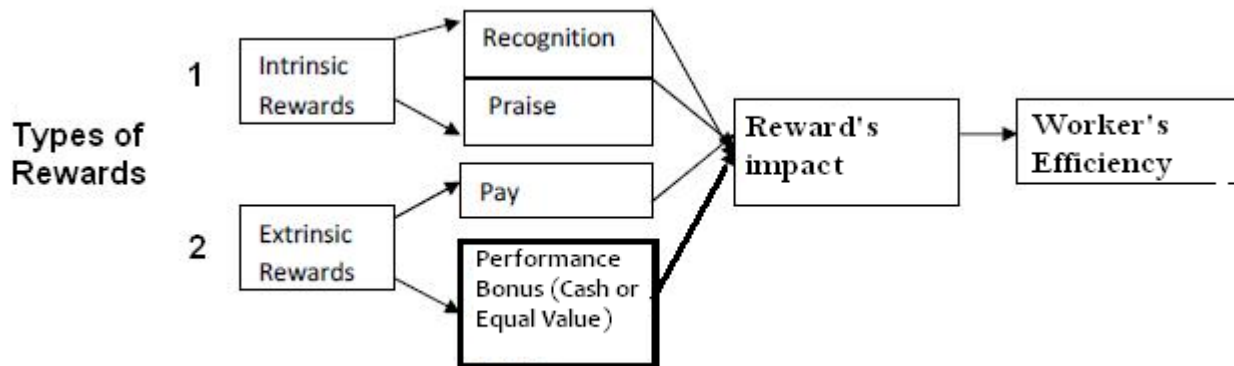 Types of
Rewards
1
Intrinsic
Rewards
Recognition
Praise
2
Extrinsic
Rewards
Pay
Performance
Bonus (Cash or
Equal Value)
Reward's
impact
Worker's
Efficiency